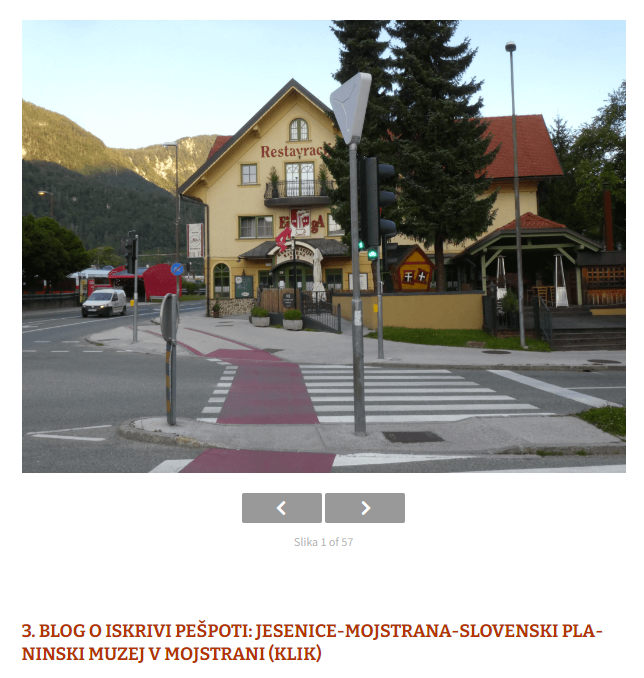 Restavrac
Slika 1 of 57
3. BLOG O ISKRIVI PEŠPOTI: JESENICE-MOJSTRANA-SLOVENSKI PLA-
NINSKI MUZEJ V MOJSTRANI (KLIK)